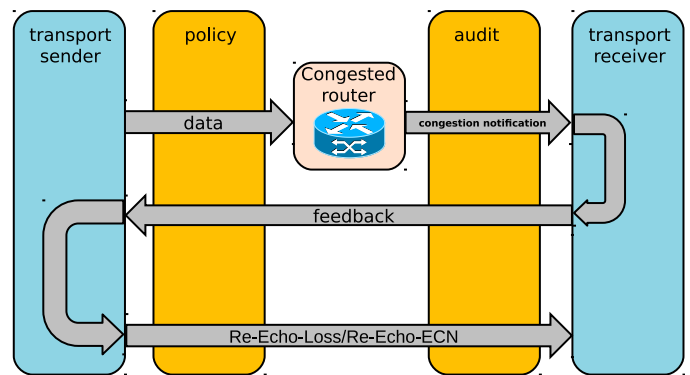 transport
sender
policy
Congested
router
audit
transport
receiver
data
congestion notification
feedback
Re-Echo-Loss/Re-Echo-ECN